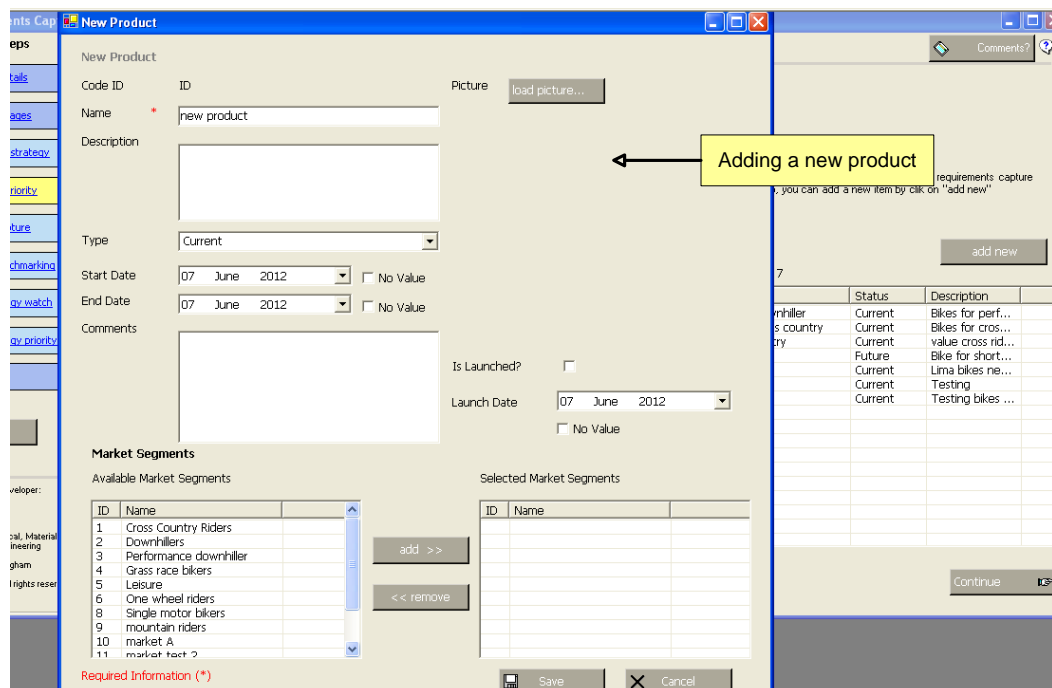 ents Cap
New Product
eps
Comments?
New Product
tails
Code ID ID
Picture load picture...
Name * new product
ages
Description
strategy
Adding a new product
requirements capture
, you can add a new item by clik on "add new"
riority
ture
Type Current
add new
chmarking
Start Date 07 June 2012 No Value
7
End Date 07 June 2012 No Value
gy watch
Status Description
Comments
nhiller Current Bikes for perf...
s country Current Bikes for cros...
try Current value cross rid...
gy priority
Future Bike for short...
Current Lima bikes ne...
Current Testing
Current Testing bikes ...
Is Launched?
Launch Date 07 June 2012
No Value
Market Segments
Available Market Segments
Selected Market Segments
veloper:
ID Name
ID Name
1 Cross Country Riders
2 Downhillers
3 Performance downhiller
4 Grass race bikers
5 Leisure
6 One wheel riders
8 Single motor bikers
9 mountain riders
10 market A
11 market test 2
add >>
<< remove
cal, Material
ineering
gham
l rights reser
Continue
Required Information (*)
Save
Cancel